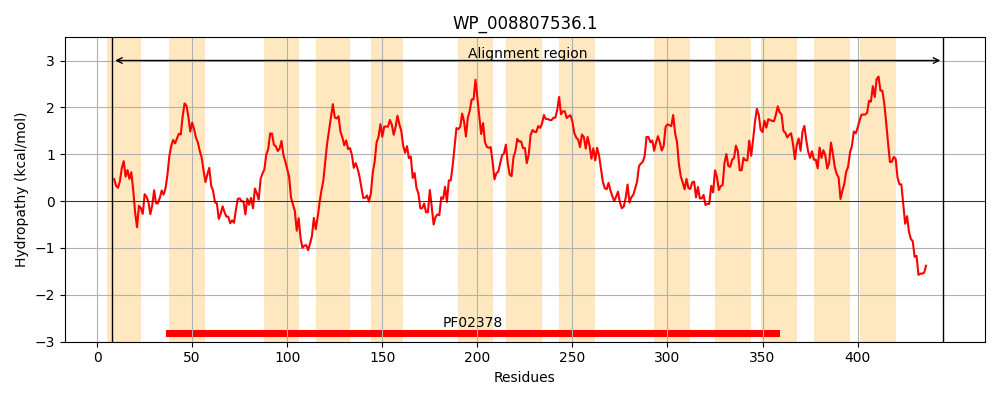 WP_008807536.1
Alignment region
Hydropathy (kcal/mol)
3
2
1
0
−1
−2
−3
PF02378
0 50 100 150 200 250 300 350 400
Residues